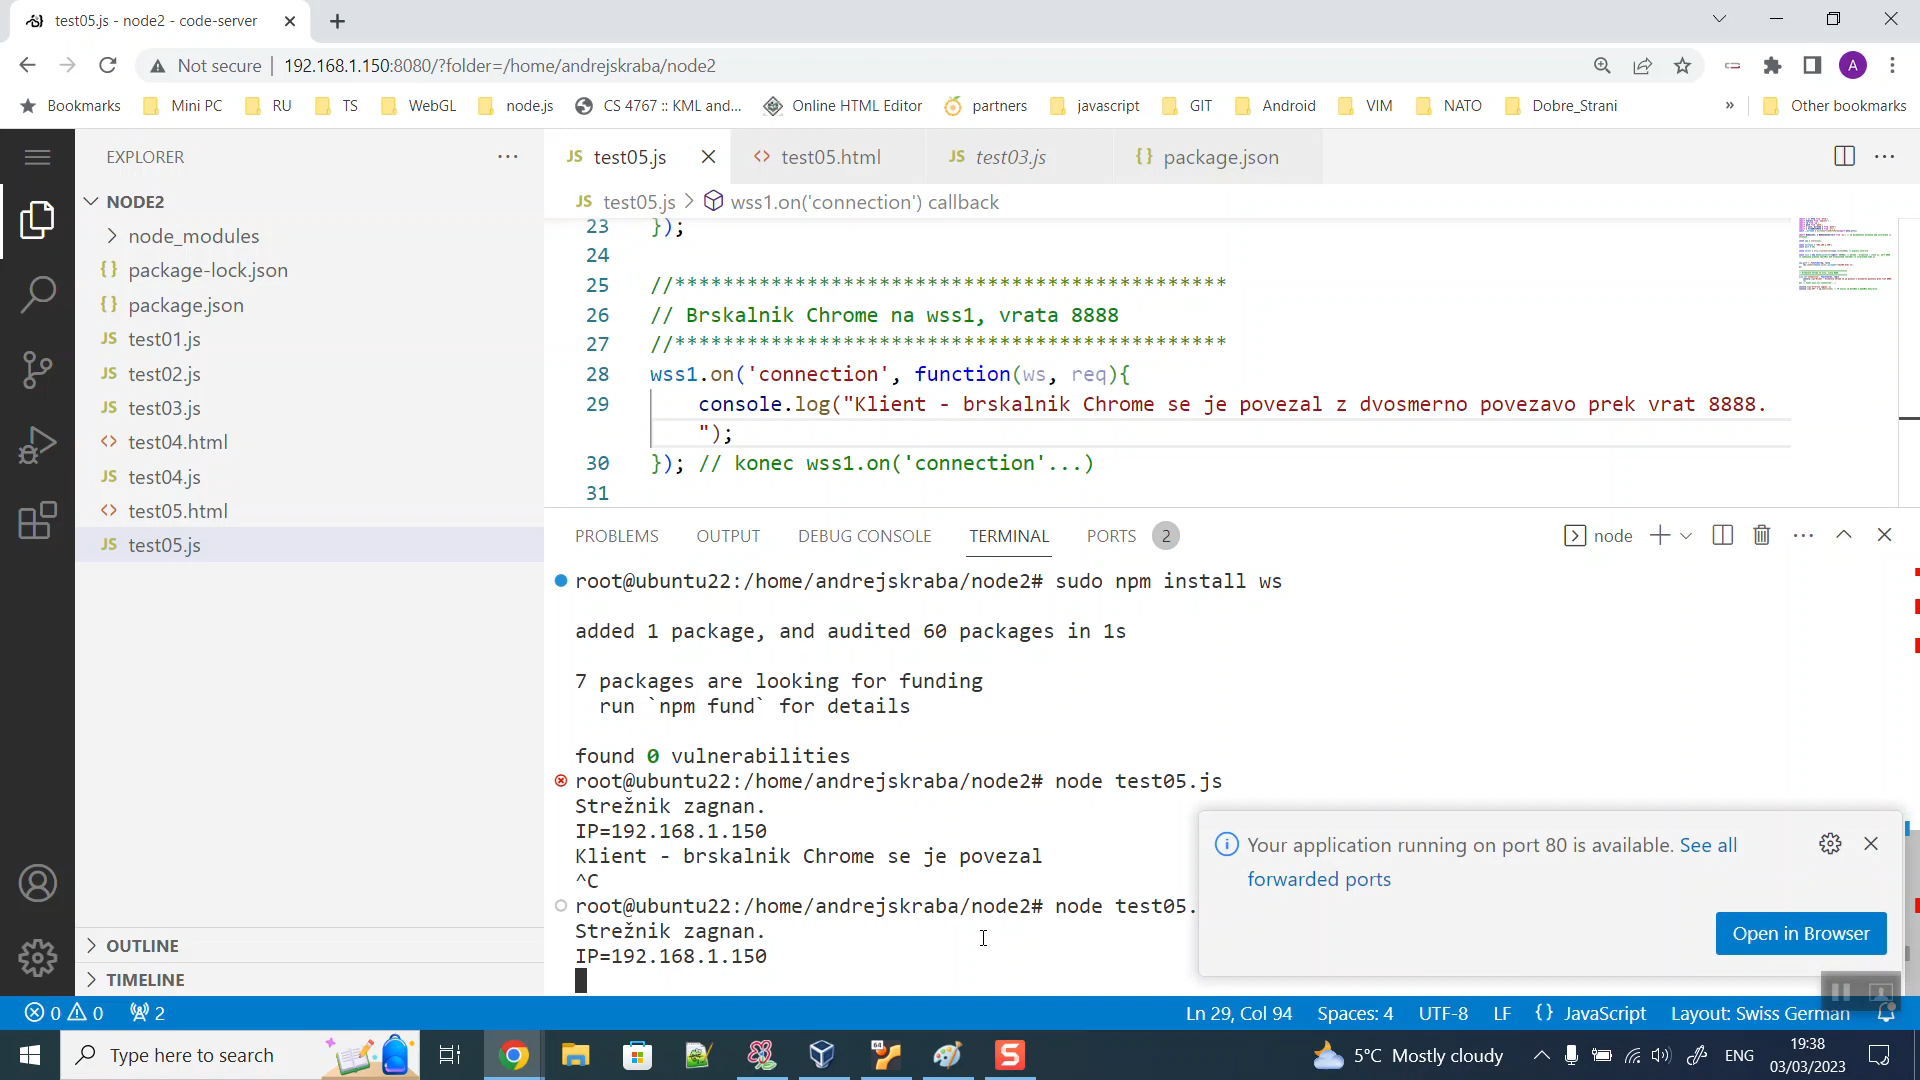 test05.js - node2 - code-server
Not secure
192.168.1.150:8080/?folder=/home/andrejskraba/node2
A
Bookmarks
Mini PC
RU
TS
WebGL
node.js
CS 4767 :: KML and...
Online HTML Editor
partners
javascript
GIT
Android
VIM
NATO
Dobre_Strani
»
Other bookmarks
EXPLORER
NODE2
node_modules
{} package-lock.json
{} package.json
JS test01.js
JS test02.js
JS test03.js
<> test04.html
JS test04.js
<> test05.html
JS test05.js
OUTLINE
TIMELINE
JS test05.js
<> test05.html
JS test03.js
{} package.json
JS test05.js > wss1.on('connection') callback
23 });
24
25 //**********************************************
26 // Brskalnik Chrome na wss1, vrata 8888
27 //**********************************************
28 wss1.on('connection', function(ws, req){
29 console.log("Klient - brskalnik Chrome se je povezal z dvosmerno povezavo prek vrat 8888.
");
30 }); // konec wss1.on('connection'...)
31
PROBLEMS
OUTPUT
DEBUG CONSOLE
TERMINAL
PORTS 2
node
root@ubuntu22:/home/andrejskraba/node2# sudo npm install ws
added 1 package, and audited 60 packages in 1s
7 packages are looking for funding
run `npm fund` for details
found 0 vulnerabilities
root@ubuntu22:/home/andrejskraba/node2# node test05.js
Strežnik zagnan.
IP=192.168.1.150
Klient - brskalnik Chrome se je povezal
^C
root@ubuntu22:/home/andrejskraba/node2# node test05.
Strežnik zagnan.
IP=192.168.1.150
Your application running on port 80 is available. See all
forwarded ports
Open in Browser
0 0 2
Ln 29, Col 94
Spaces: 4
UTF-8
LF
{} JavaScript
Layout: Swiss German
Type here to search
64
S
5°C Mostly cloudy
ENG
19:38
03/03/2023